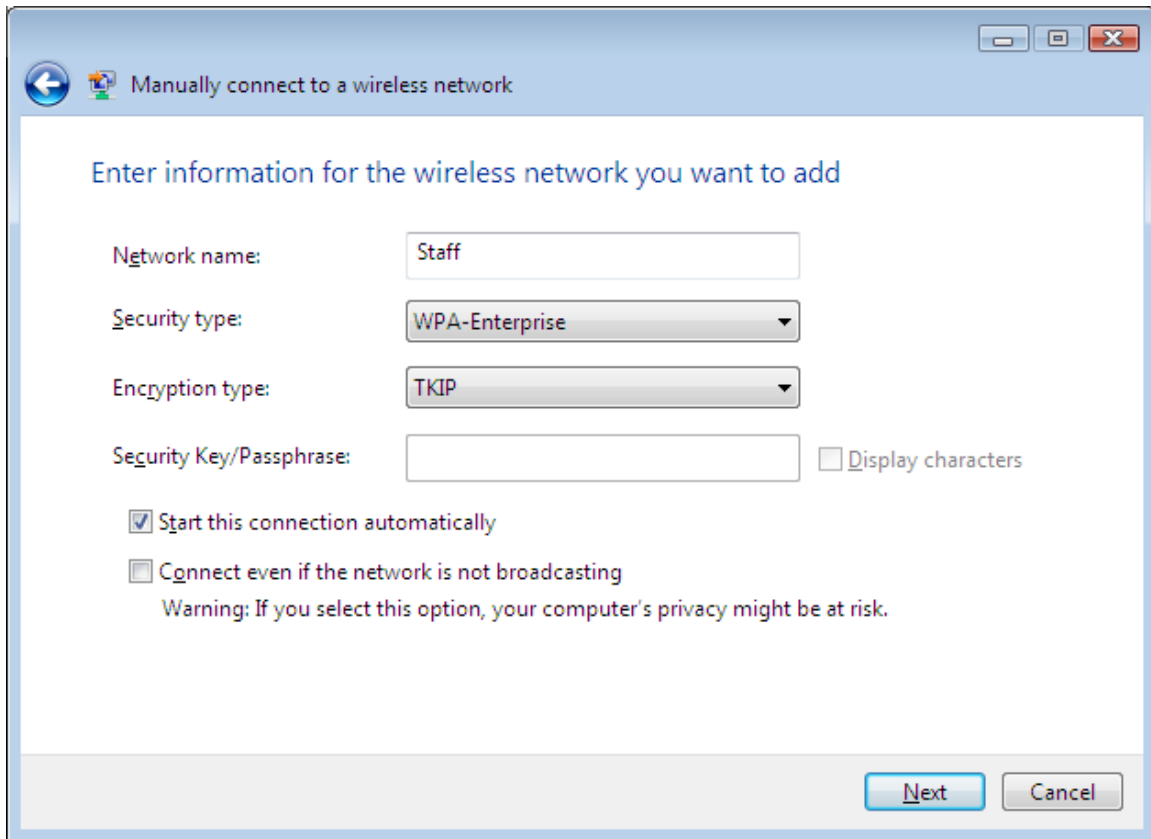 Manually connect to a wireless network
Enter information for the wireless network you want to add
Network name: Staff
Security type: WPA-Enterprise
Encryption type: TKIP
Security Key/Passphrase: Display characters
Start this connection automatically
Connect even if the network is not broadcasting
Warning: If you select this option, your computer's privacy might be at risk.
Next Cancel